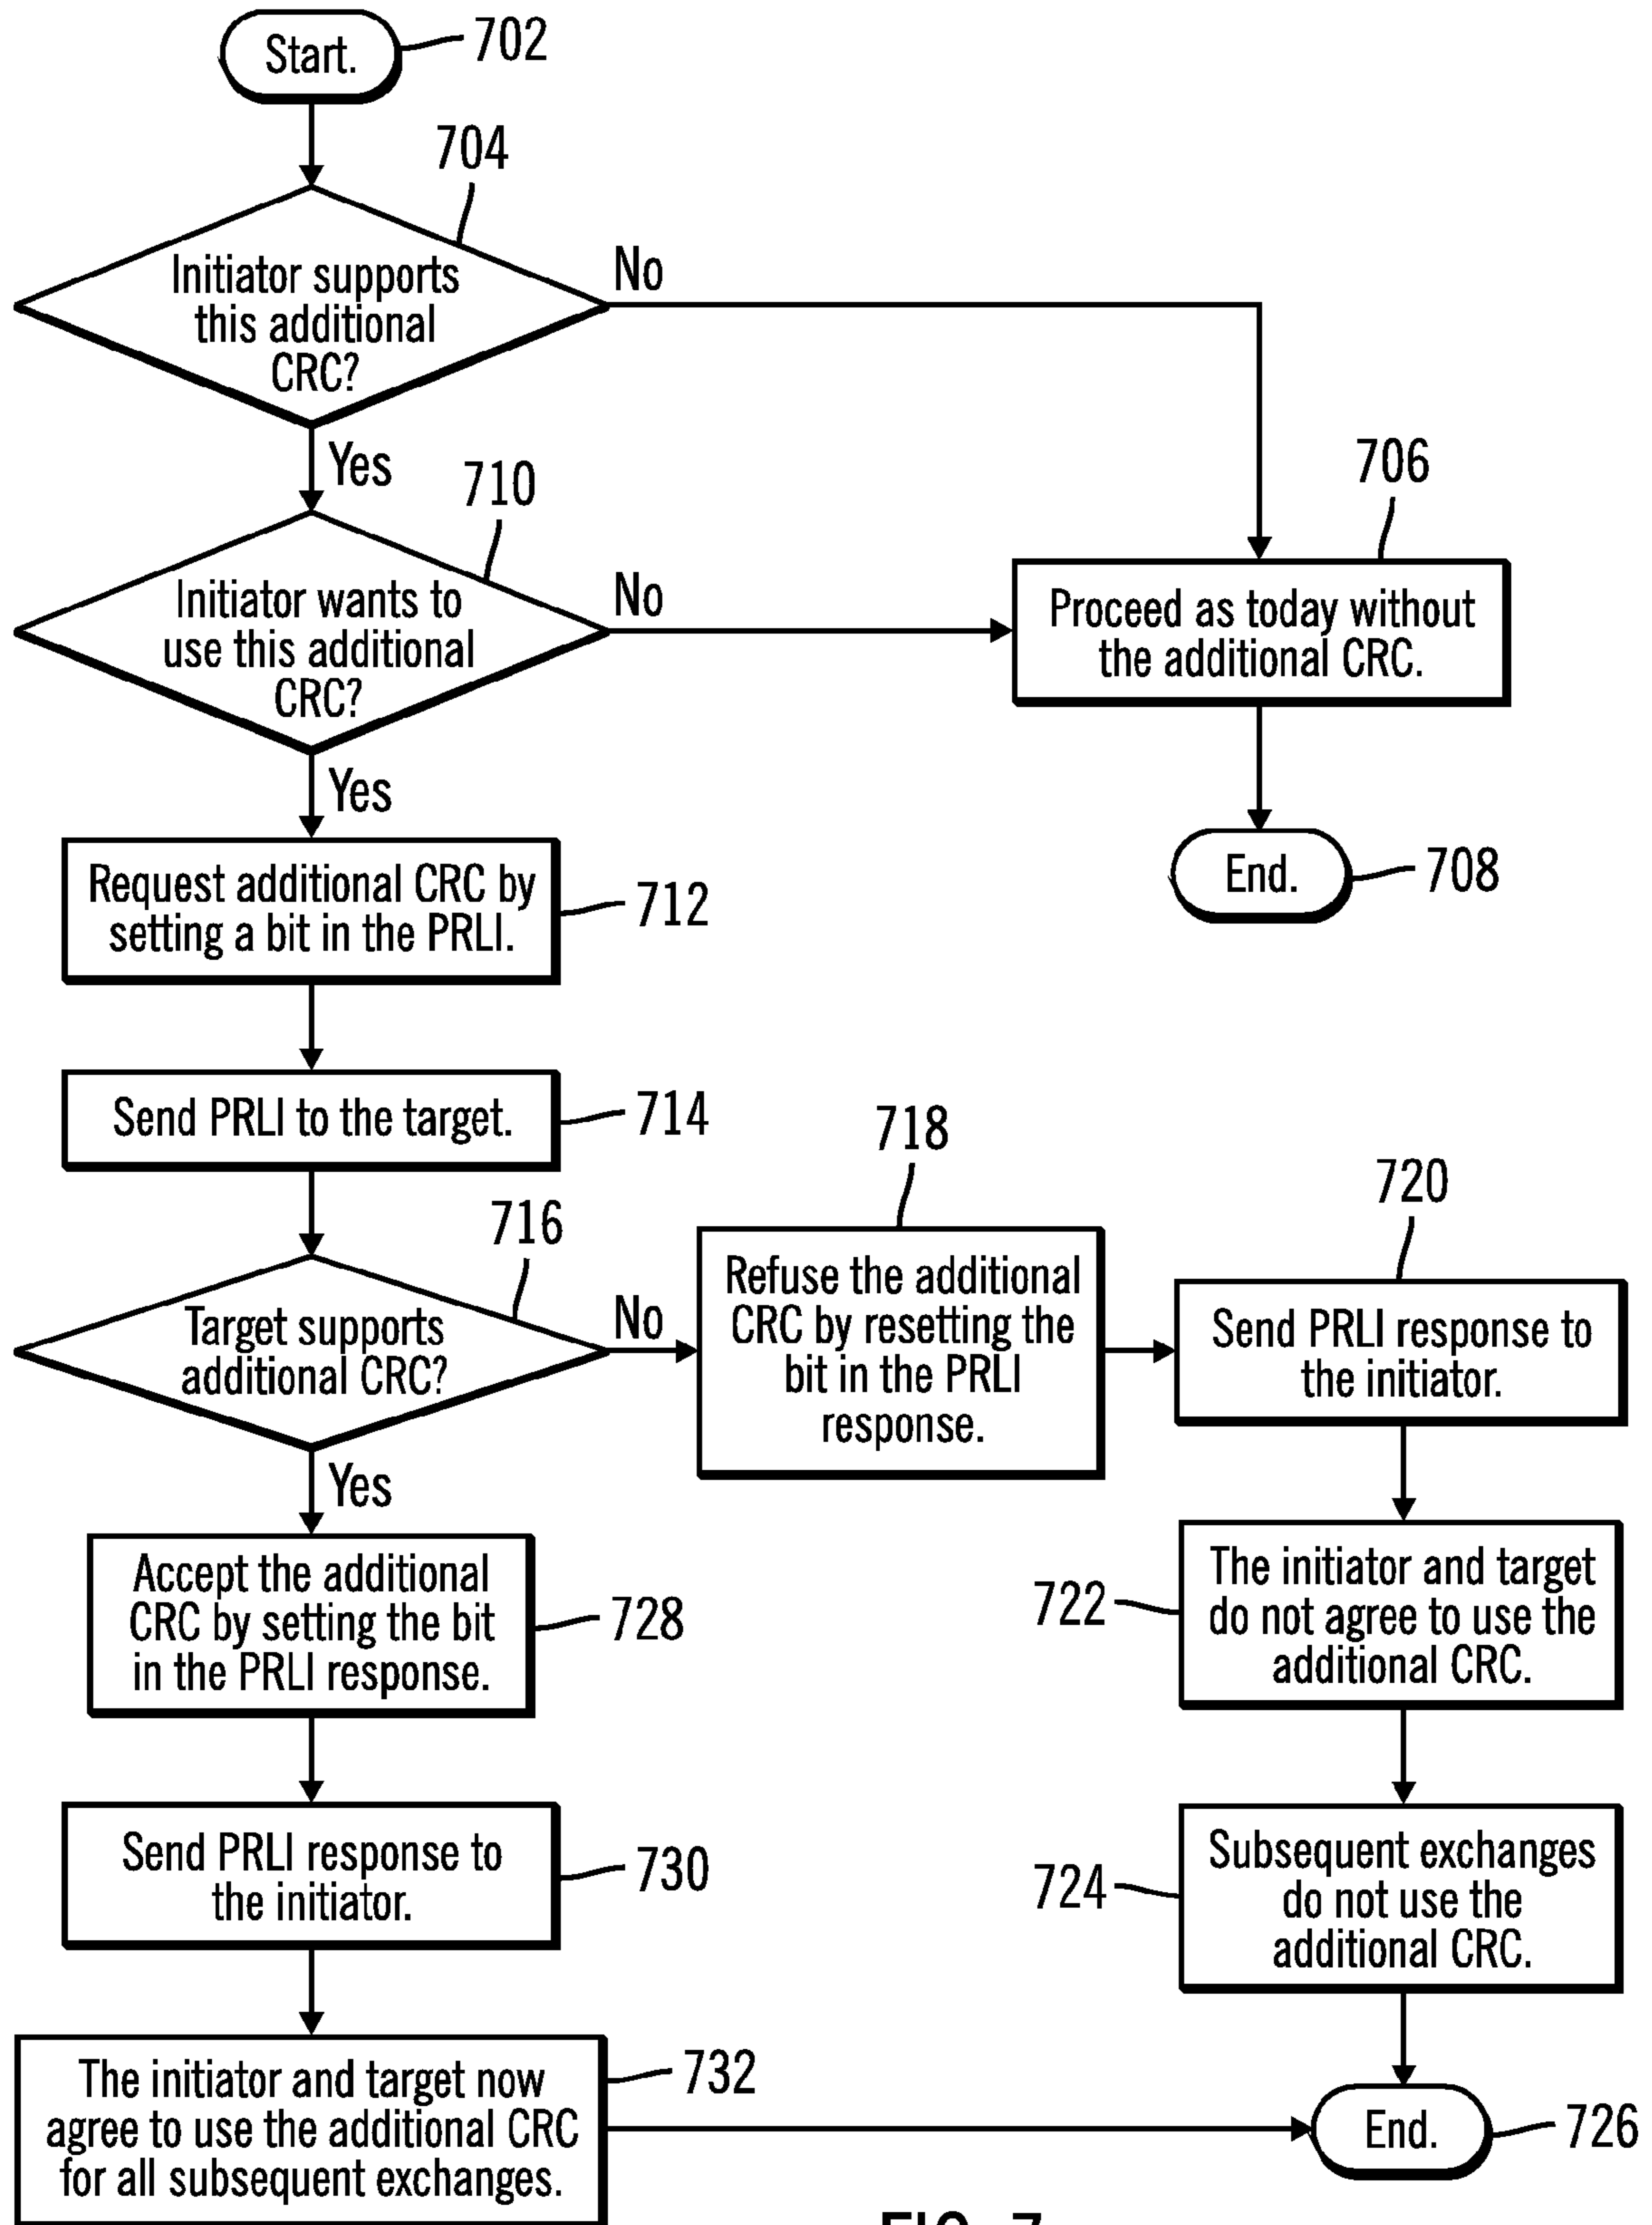 Start.
702
704
Initiator supports
this additional
CRC?
No
Yes
710
706
Initiator wants to
use this additional
CRC?
No
Proceed as today without
the additional CRC.
Yes
Request additional CRC by
setting a bit in the PRLI.
712
End.
708
Send PRLI to the target.
714
718
720
716
Target supports
additional CRC?
No
Refuse the additional
CRC by resetting the
bit in the PRLI
response.
Send PRLI response to
the initiator.
Yes
Accept the additional
CRC by setting the bit
in the PRLI response.
728
722
The initiator and target
do not agree to use the
additional CRC.
Send PRLI response to
the initiator.
730
724
Subsequent exchanges
do not use the
additional CRC.
The initiator and target now
agree to use the additional CRC
for all subsequent exchanges.
732
End.
726
FIG. 7